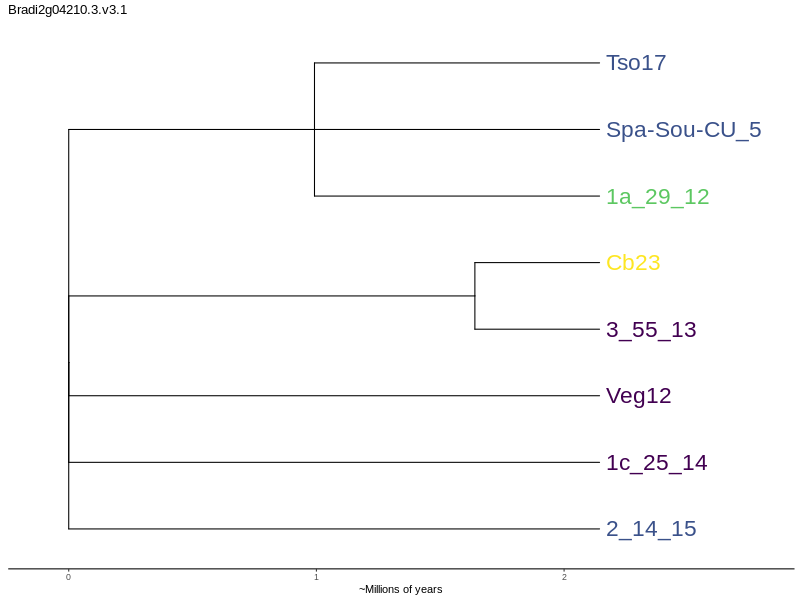 Bradi2g04210.3.v3.1
Tso17
Spa-Sou-CU_5
1a_29_12
Cb23
3_55_13
Veg12
1c_25_14
2_14_15
0 1 2
~Millions of years